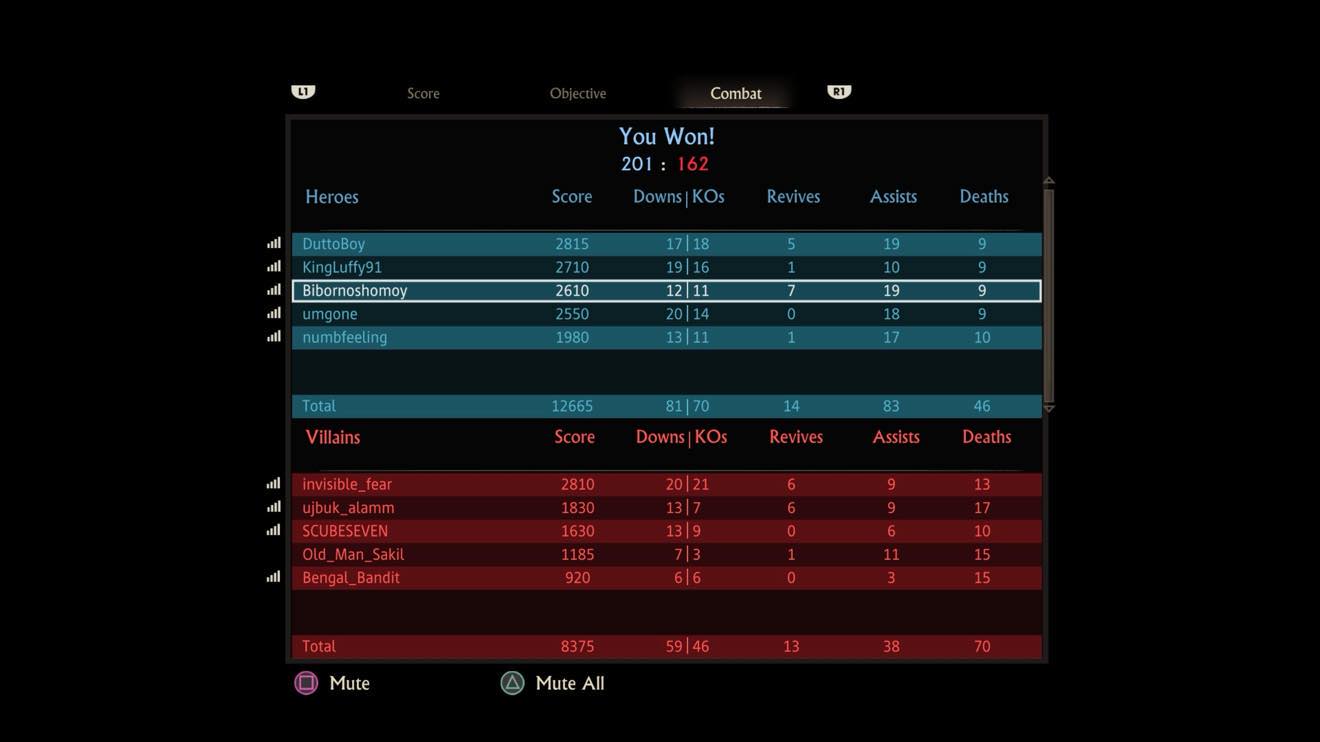 L1 Score Objective Combat R1
You Won!
201 : 162
Heroes Score Downs|KOs Revives Assists Deaths
DuttoBoy 2815 17|18 5 19 9
KingLuffy91 2710 19|16 1 10 9
Bibornoshomoy 2610 12|11 7 19 9
umgone 2550 20|14 0 18 9
numbfeeling 1980 13|11 1 17 10
Total 12665 81|70 14 83 46
Villains Score Downs|KOs Revives Assists Deaths
invisible_fear 2810 20|21 6 9 13
ujbuk_alamm 1830 13|7 6 9 17
SCUBESEVEN 1630 13|9 0 6 10
Old_Man_Sakil 1185 7|3 1 11 15
Bengal_Bandit 920 6|6 0 3 15
Total 8375 59|46 13 38 70
Mute Mute All